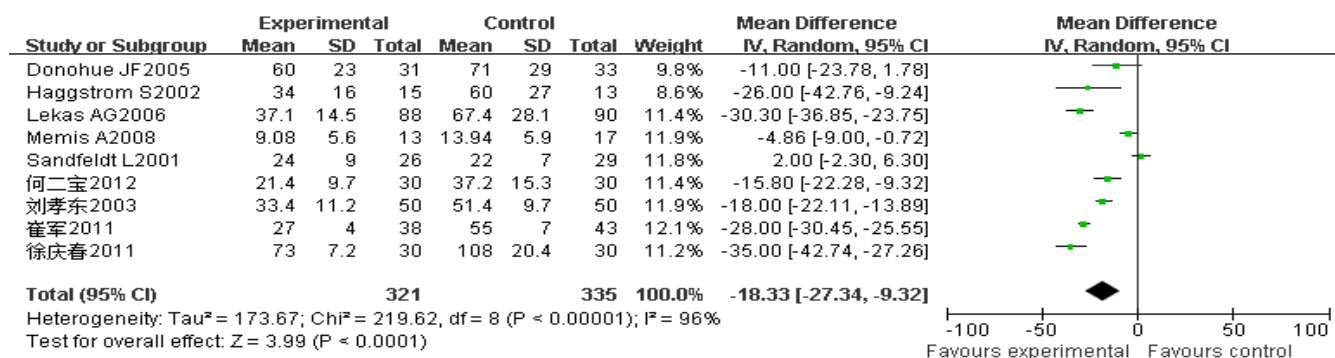 Experimental Control Mean Difference Mean Difference
Study or Subgroup Mean SD Total Mean SD Total Weight IV, Random, 95% CI IV, Random, 95% CI
Donohue JF2005 60 23 31 71 29 33 9.8% -11.00 [-23.78, 1.78]
Haggstrom S2002 34 16 15 60 27 13 8.6% -26.00 [-42.76, -9.24]
Lekas AG2006 37.1 14.5 88 67.4 28.1 90 11.4% -30.30 [-36.85, -23.75]
Memis A2008 9.08 5.6 13 13.94 5.9 17 11.9% -4.86 [-9.00, -0.72]
Sandfeldt L2001 24 9 26 22 7 29 11.8% 2.00 [-2.30, 6.30]
何二宝2012 21.4 9.7 30 37.2 15.3 30 11.4% -15.80 [-22.28, -9.32]
刘孝东2003 33.4 11.2 50 51.4 9.7 50 11.9% -18.00 [-22.11, -13.89]
崔军2011 27 4 38 55 7 43 12.1% -28.00 [-30.45, -25.55]
徐庆春2011 73 7.2 30 108 20.4 30 11.2% -35.00 [-42.74, -27.26]
Total (95% CI) 321 335 100.0% -18.33 [-27.34, -9.32]
Heterogeneity: Tau² = 173.67; Chi² = 219.62, df = 8 (P < 0.00001); I² = 96%
Test for overall effect: Z = 3.99 (P < 0.0001)
-100 -50 0 50 100
Favours experimental Favours control